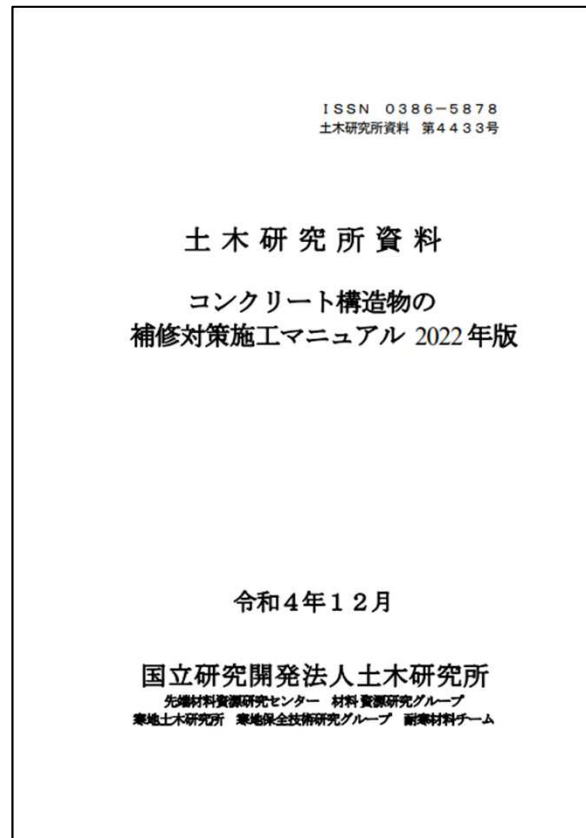 ISSN 0386-5878
土木研究所資料 第4433号
土木研究所資料
コンクリート構造物の
補修対策施工マニュアル 2022年版
令和4年12月
国立研究開発法人土木研究所
先端材料資源研究センター 材料資源研究グループ
寒地土木研究所 寒地保全技術研究グループ 耐寒材料チーム